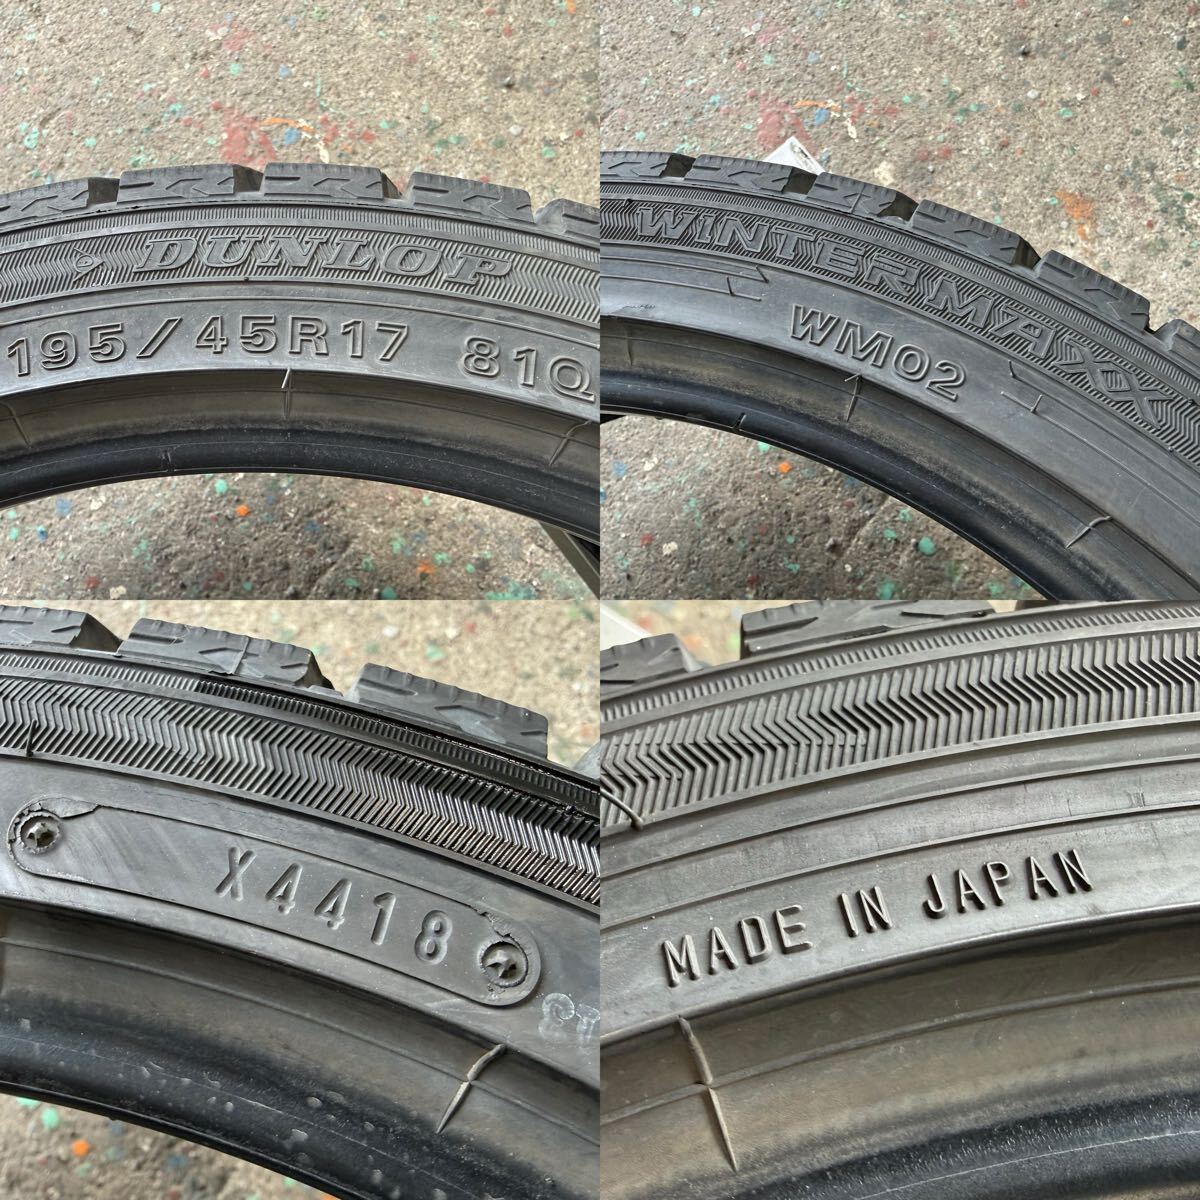 DUNLOP
195/45R17 81Q
WINTER MAXX
WM02
X4418
MADE IN JAPAN